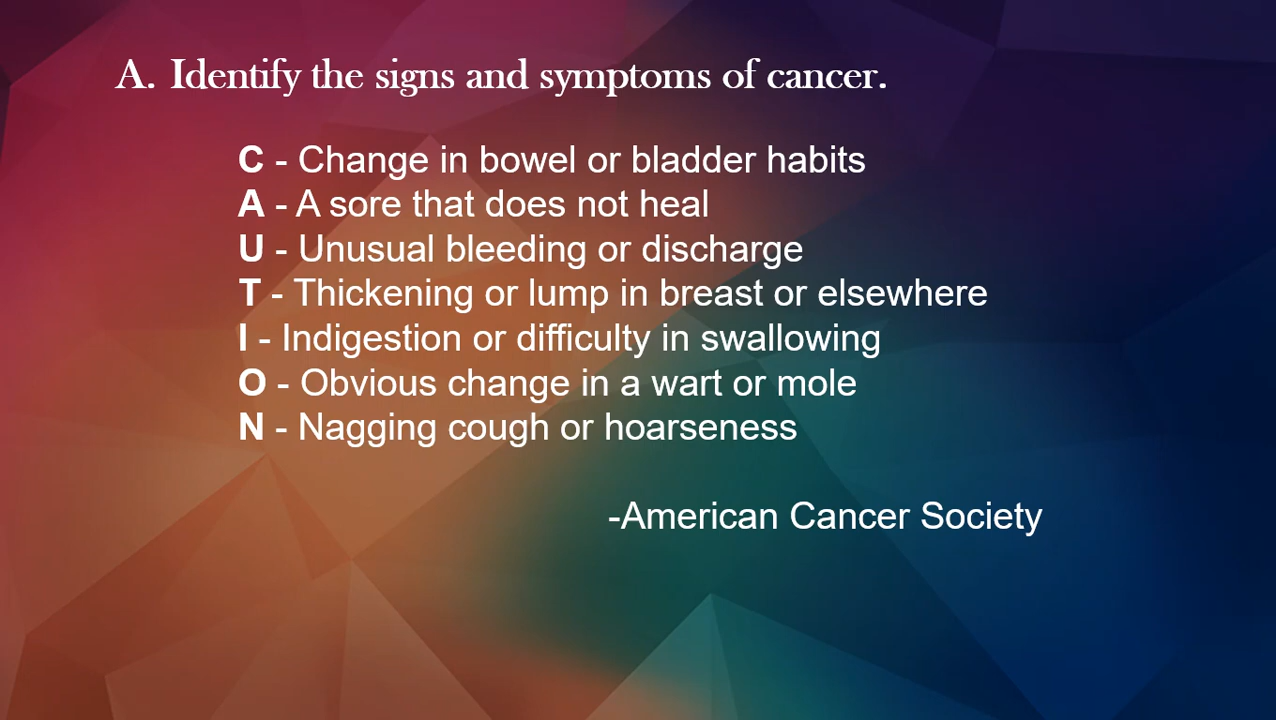 A. Identify the signs and symptoms of cancer.
C - Change in bowel or bladder habits
A - A sore that does not heal
U - Unusual bleeding or discharge
T - Thickening or lump in breast or elsewhere
I - Indigestion or difficulty in swallowing
O - Obvious change in a wart or mole
N - Nagging cough or hoarseness
-American Cancer Society